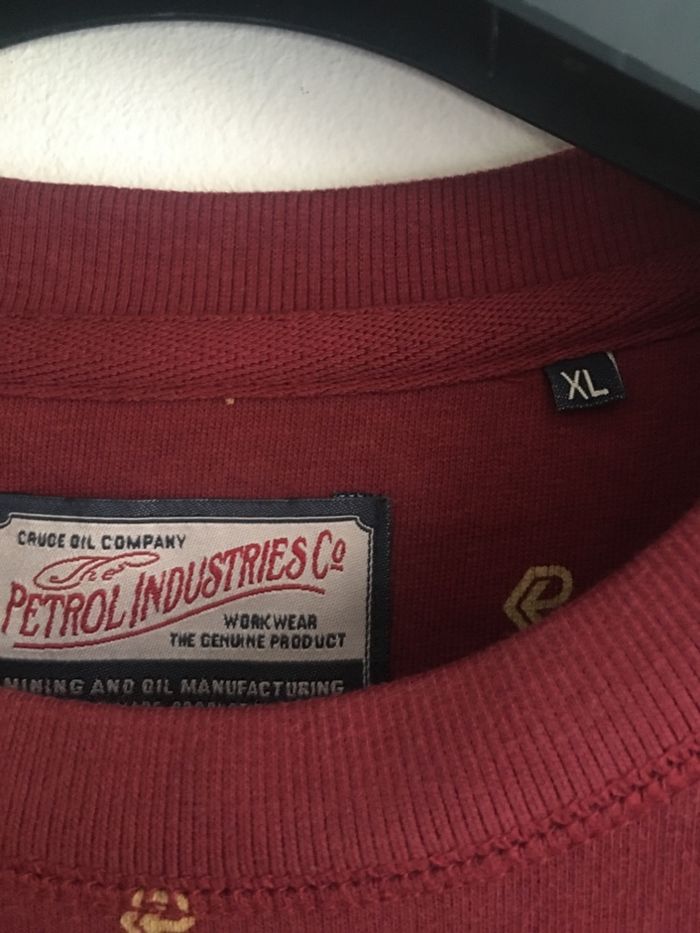 XL
CRUDE OIL COMPANY
The
PETROL INDUSTRIES Co
WORKWEAR
THE GENUINE PRODUCT
MINING AND OIL MANUFACTURING